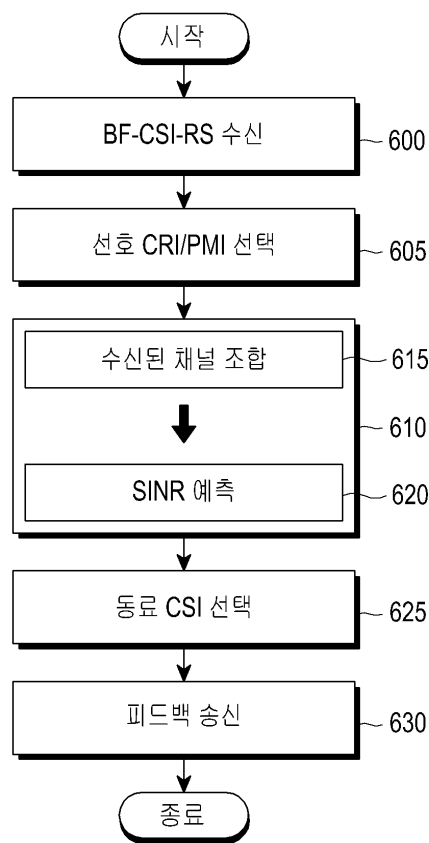 시작
BF-CSI-RS 수신
600
선호 CRI/PMI 선택
605
수신된 채널 조합
615
610
SINR 예측
620
동료 CSI 선택
625
피드백 송신
630
종료